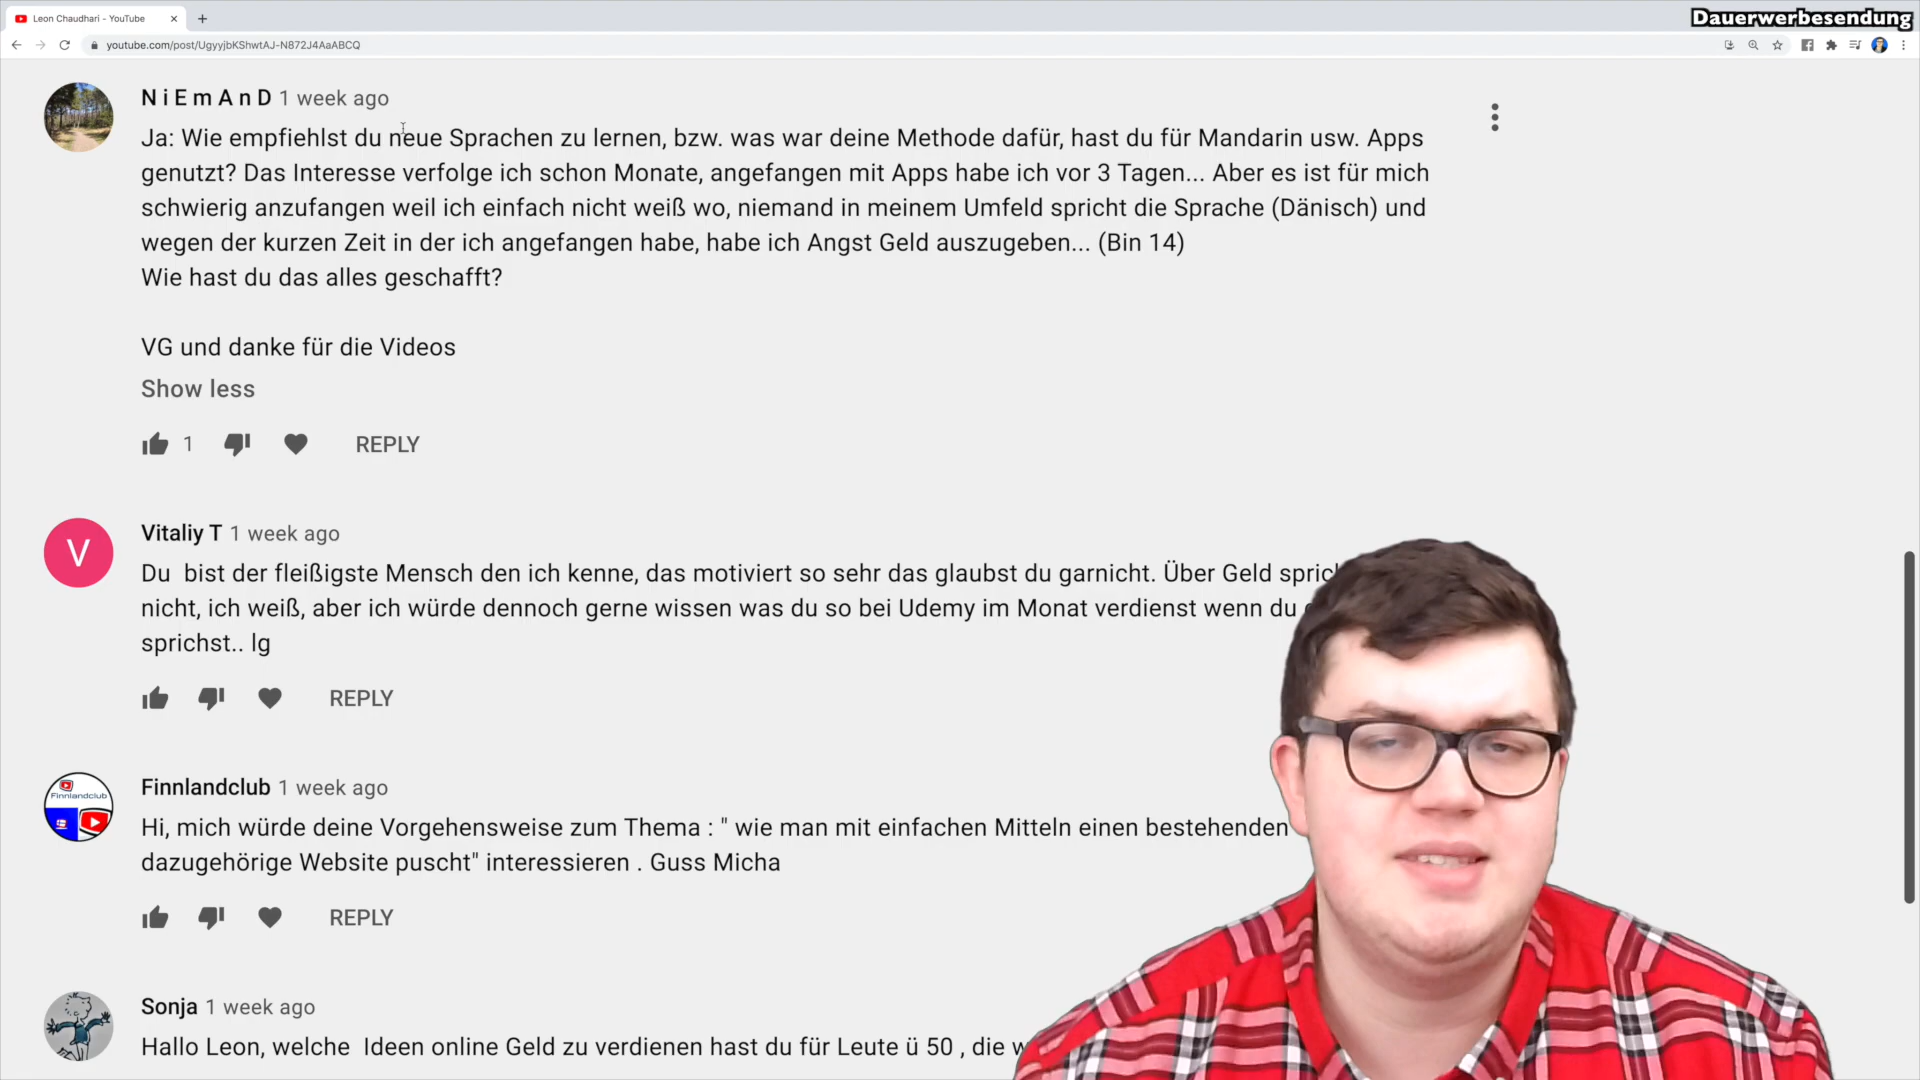 Leon Chaudhari - YouTube
Dauerwerbesendung
youtube.com/post/UgyyjbKShwtAJ-N872J4AaABCQ
N i E m A n D 1 week ago
Ja: Wie empfiehlst du neue Sprachen zu lernen, bzw. was war deine Methode dafür, hast du für Mandarin usw. Apps
genutzt? Das Interesse verfolge ich schon Monate, angefangen mit Apps habe ich vor 3 Tagen... Aber es ist für mich
schwierig anzufangen weil ich einfach nicht weiß wo, niemand in meinem Umfeld spricht die Sprache (Dänisch) und
wegen der kurzen Zeit in der ich angefangen habe, habe ich Angst Geld auszugeben... (Bin 14)
Wie hast du das alles geschafft?
VG und danke für die Videos
Show less
1 REPLY
Vitaliy T 1 week ago
Du bist der fleißigste Mensch den ich kenne, das motiviert so sehr das glaubst du garnicht. Über Geld
nicht, ich weiß, aber ich würde dennoch gerne wissen was du so bei Udemy im Monat verdienst wenn du
sprichst.. lg
REPLY
V
Finnlandclub 1 week ago
Finnlandclub
Hi, mich würde deine Vorgehensweise zum Thema : " wie man mit einfachen Mitteln einen bestehenden
dazugehörige Website puscht" interessieren . Guss Micha
REPLY
Sonja 1 week ago
Hallo Leon, welche Ideen online Geld zu verdienen hast du für Leute ü 50 , die